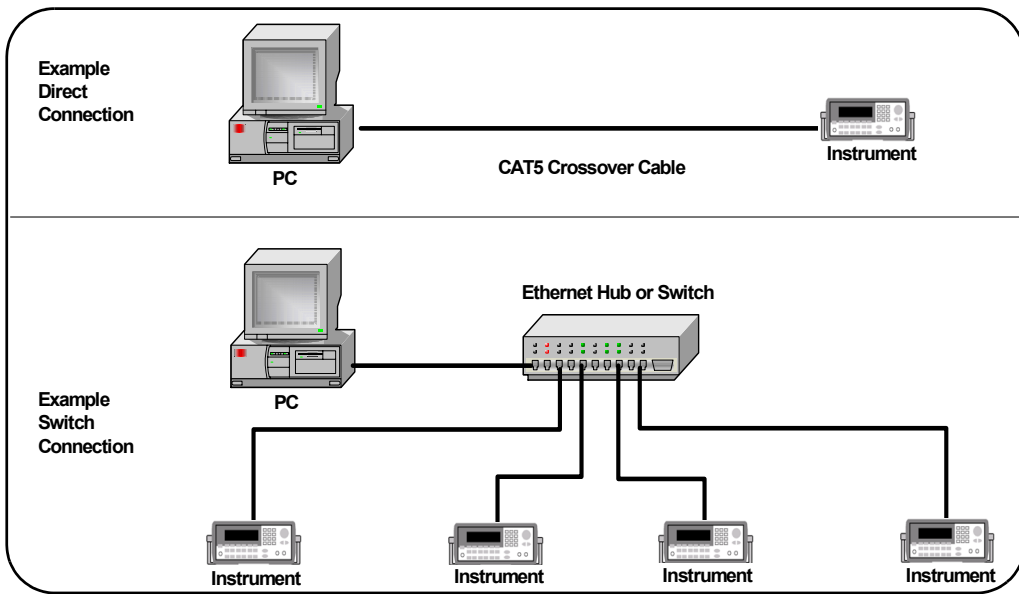 Example
Direct
Connection
PC
CAT5 Crossover Cable
Instrument
Ethernet Hub or Switch
PC
Example
Switch
Connection
Instrument
Instrument
Instrument
Instrument